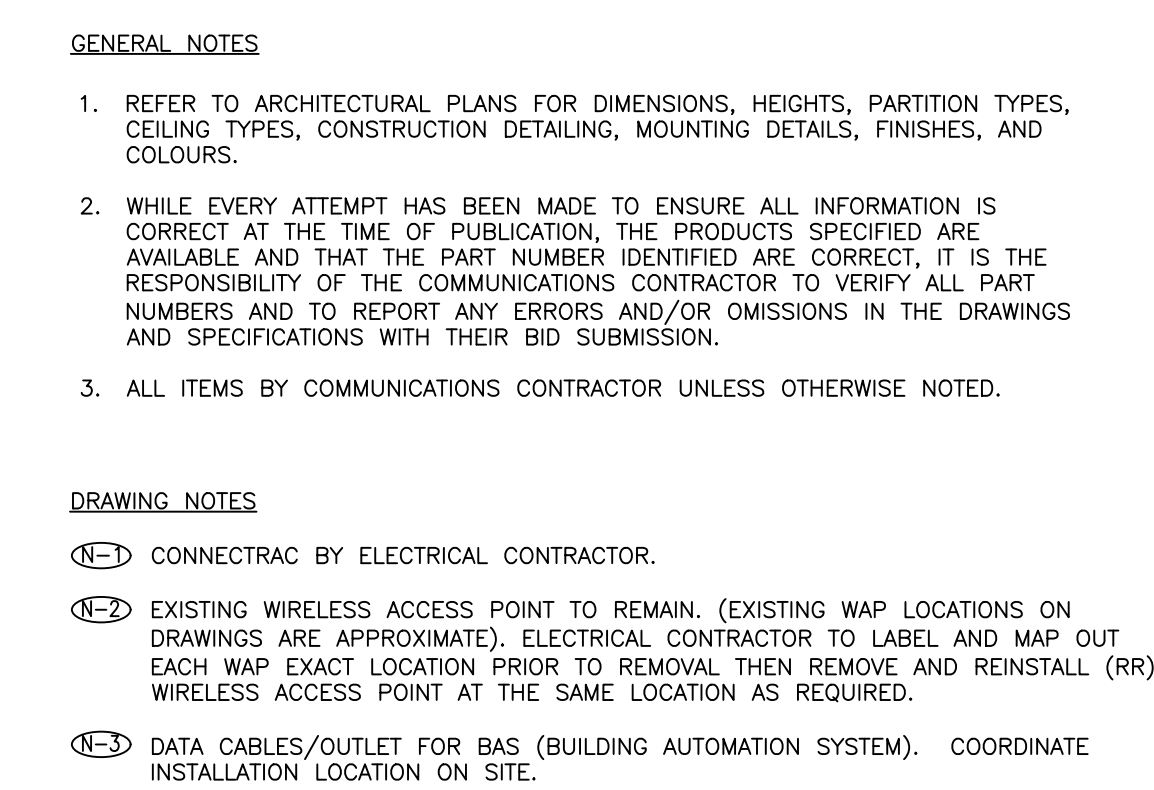 GENERAL NOTES
1. REFER TO ARCHITECTURAL PLANS FOR DIMENSIONS, HEIGHTS, PARTITION TYPES,
CEILING TYPES, CONSTRUCTION DETAILING, MOUNTING DETAILS, FINISHES, AND
COLOURS.
2. WHILE EVERY ATTEMPT HAS BEEN MADE TO ENSURE ALL INFORMATION IS
CORRECT AT THE TIME OF PUBLICATION, THE PRODUCTS SPECIFIED ARE
AVAILABLE AND THAT THE PART NUMBER IDENTIFIED ARE CORRECT, IT IS THE
RESPONSIBILITY OF THE COMMUNICATIONS CONTRACTOR TO VERIFY ALL PART
NUMBERS AND TO REPORT ANY ERRORS AND/OR OMISSIONS IN THE DRAWINGS
AND SPECIFICATIONS WITH THEIR BID SUBMISSION.
3. ALL ITEMS BY COMMUNICATIONS CONTRACTOR UNLESS OTHERWISE NOTED.
DRAWING NOTES
N-1 CONNECTRAC BY ELECTRICAL CONTRACTOR.
N-2 EXISTING WIRELESS ACCESS POINT TO REMAIN. (EXISTING WAP LOCATIONS ON
DRAWINGS ARE APPROXIMATE). ELECTRICAL CONTRACTOR TO LABEL AND MAP OUT
EACH WAP EXACT LOCATION PRIOR TO REMOVAL THEN REMOVE AND REINSTALL (RR)
WIRELESS ACCESS POINT AT THE SAME LOCATION AS REQUIRED.
N-3 DATA CABLES/OUTLET FOR BAS (BUILDING AUTOMATION SYSTEM). COORDINATE
INSTALLATION LOCATION ON SITE.